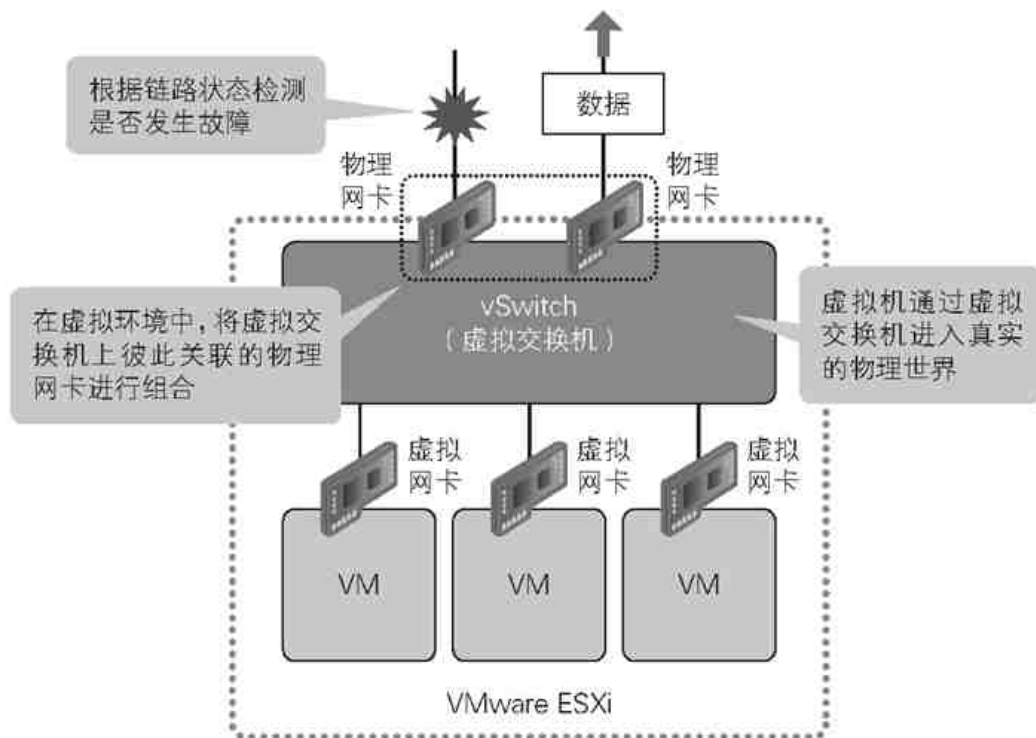 根据链路状态检测
是否发生故障
数据
物理
网卡
物理
网卡
vSwitch
（虚拟交换机）
在虚拟环境中，将虚拟交
换机上彼此关联的物理
网卡进行组合
虚拟机通过虚拟
交换机进入真实
的物理世界
虚拟
网卡
虚拟
网卡
虚拟
网卡
VM
VM
VM
VMware ESXi